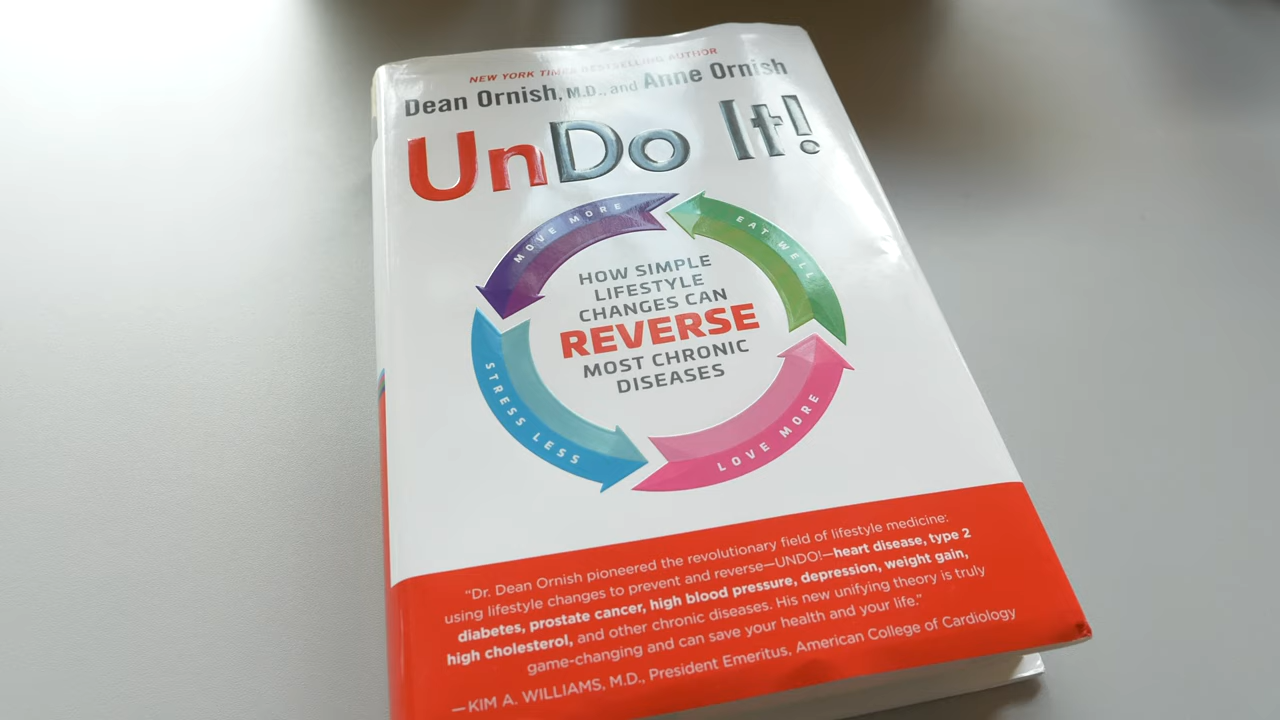 NEW YORK TIMES BESTSELLING AUTHOR
Dean Ornish, M.D., and Anne Ornish
UnDo It!
MOVE MORE
EAT WELL
HOW SIMPLE
LIFESTYLE
CHANGES CAN
REVERSE
MOST CHRONIC
DISEASES
STRESS LESS
LOVE MORE
"Dr. Dean Ornish pioneered the revolutionary field of lifestyle medicine:
using lifestyle changes to prevent and reverse—UNDO!—heart disease, type 2
diabetes, prostate cancer, high blood pressure, depression, weight gain,
high cholesterol, and other chronic diseases. His new unifying theory is truly
game-changing and can save your health and your life."
—KIM A. WILLIAMS, M.D., President Emeritus, American College of Cardiology